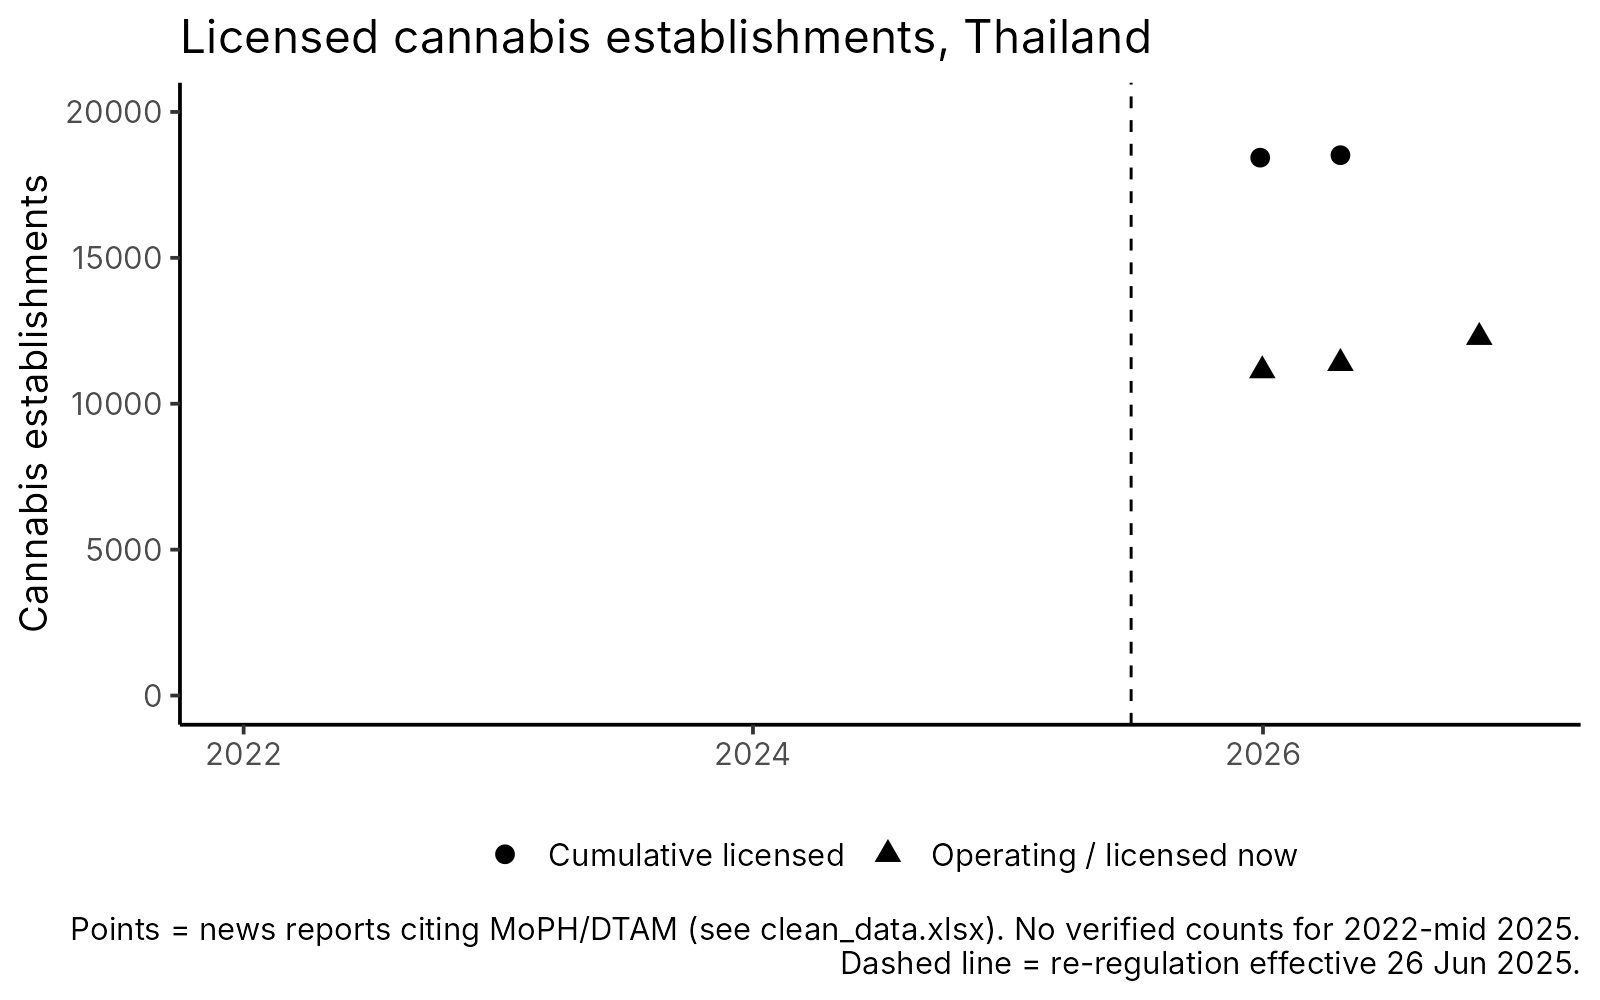 Licensed cannabis establishments, Thailand
Cannabis establishments
20000
15000
10000
5000
0
2022
2024
2026
Cumulative licensed
Operating / licensed now
Points = news reports citing MoPH/DTAM (see clean_data.xlsx). No verified counts for 2022-mid 2025.
Dashed line = re-regulation effective 26 Jun 2025.